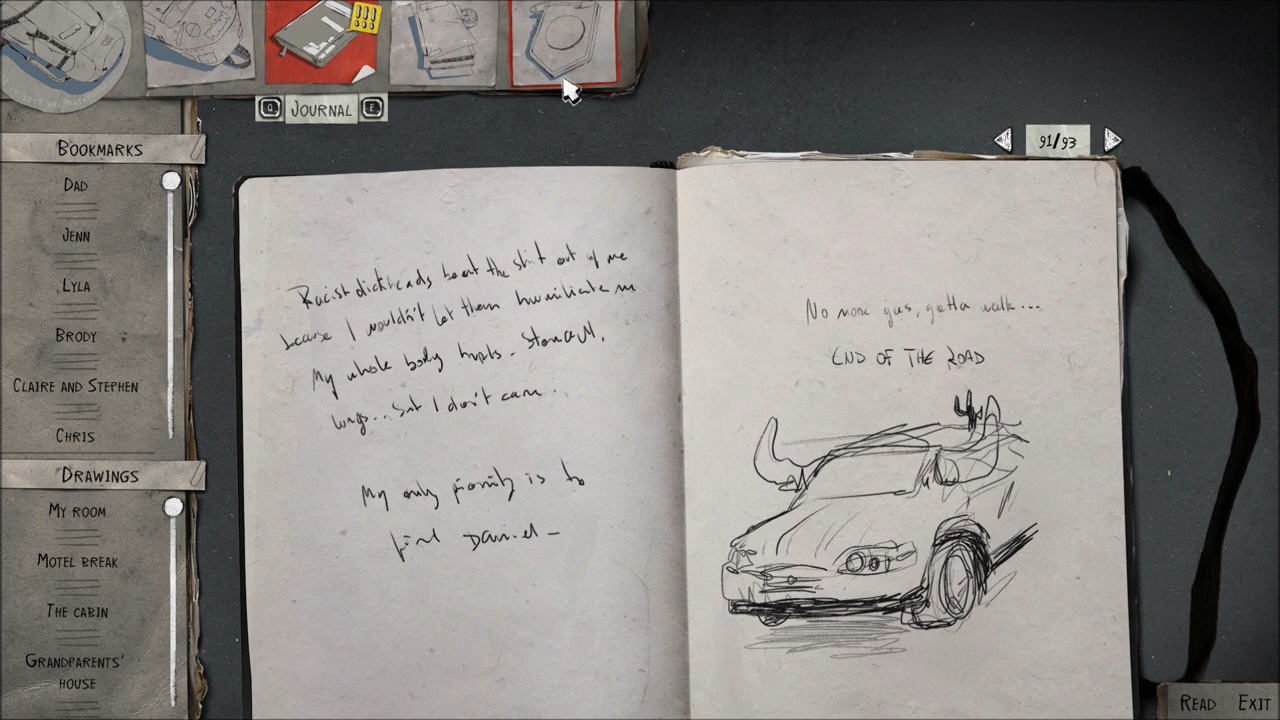 Q
JOURNAL
E
91/93
BOOKMARKS
DAD
JENN
LYLA
BRODY
CLAIRE AND STEPHEN
CHRIS
DRAWINGS
MY ROOM
MOTEL BREAK
THE CABIN
GRANDPARENTS'
HOUSE
Racist dickheads beat the shit out of me
because I wouldn't let them humiliate me
My whole body hurts. Stomach,
lungs... but I don't care.
My only priority is to
find Daniel_
No more gas, gotta walk...
END OF THE ROAD
READ EXIT